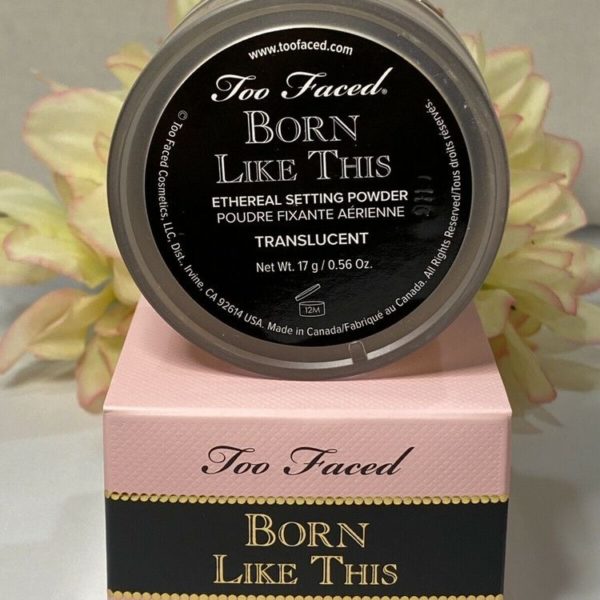 www.toofaced.com
Too Faced®
BORN
LIKE THIS
ETHEREAL SETTING POWDER
POUDRE FIXANTE AÉRIENNE
TRANSLUCENT
Net Wt. 17 g / 0.56 Oz.
12M
© Too Faced Cosmetics, LLC, Dist., Irvine, CA 92614 USA. Made in Canada/Fabriqué au Canada. All Rights Reserved/Tous droits réservés.
Too Faced
BORN
LIKE THIS